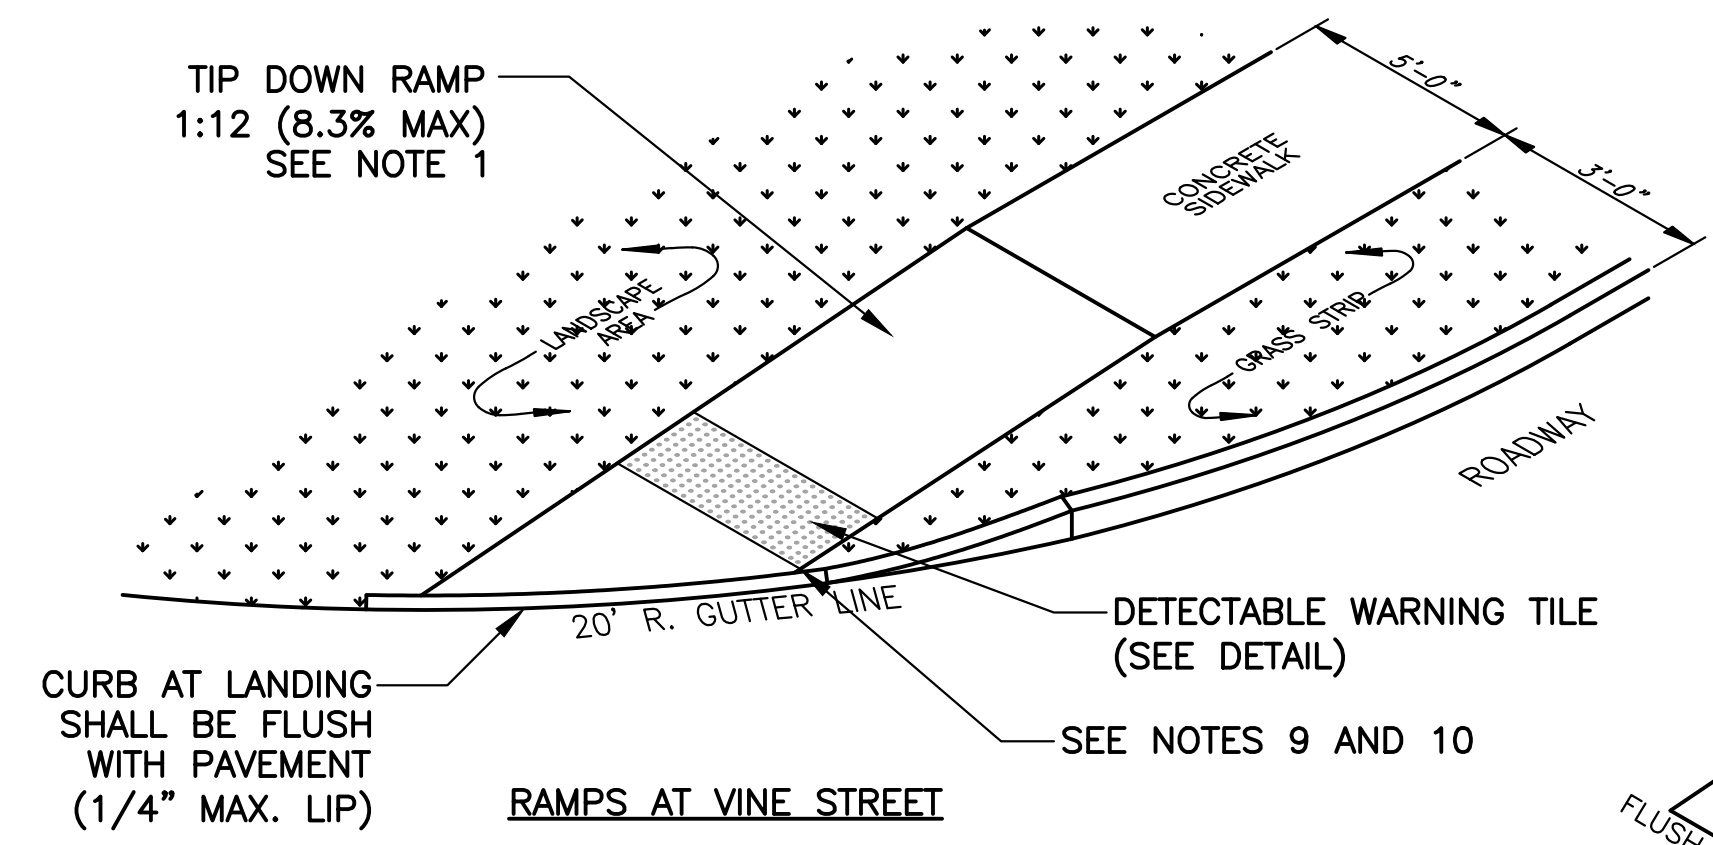 TIP DOWN RAMP
1:12 (8.3% MAX)
SEE NOTE 1
5'-0"
3'-0"
CONCRETE
SIDEWALK
LANDSCAPE
AREA
GRASS STRIP
ROADWAY
20' R. GUTTER LINE
DETECTABLE WARNING TILE
(SEE DETAIL)
CURB AT LANDING
SHALL BE FLUSH
WITH PAVEMENT
(1/4" MAX. LIP)
SEE NOTES 9 AND 10
RAMPS AT VINE STREET
FLUSH